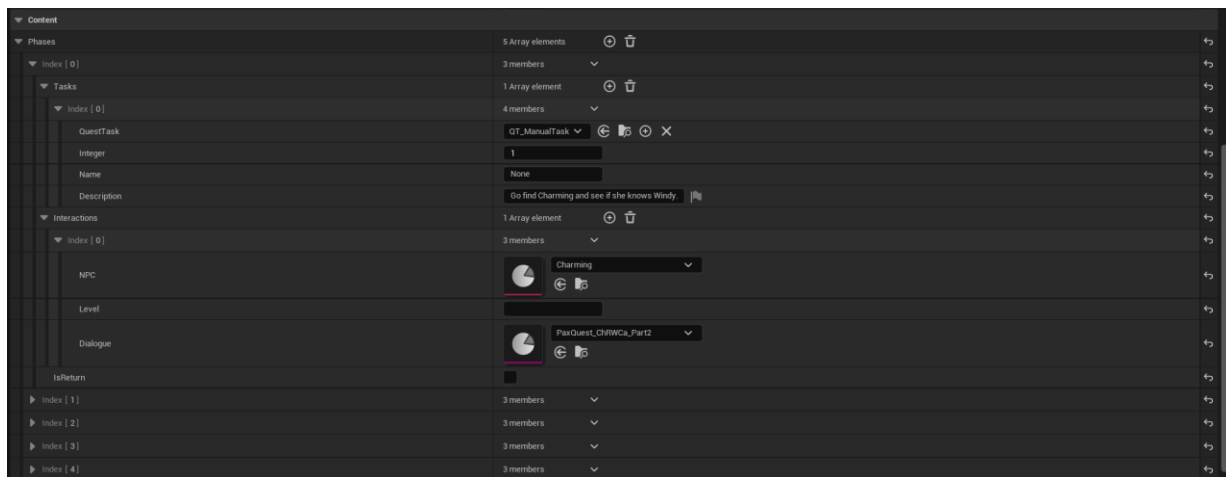 Content
Phases 5 Array elements
Index [ 0 ] 3 members
Tasks 1 Array element
Index [ 0 ] 4 members
QuestTask QT_ManualTask
Integer 1
Name None
Description Go find Charming and see if she knows Windy.
Interactions 1 Array element
Index [ 0 ] 3 members
NPC Charming
Level
Dialogue PaxQuest_ChRWCa_Part2
IsReturn
Index [ 1 ] 3 members
Index [ 2 ] 3 members
Index [ 3 ] 3 members
Index [ 4 ] 3 members